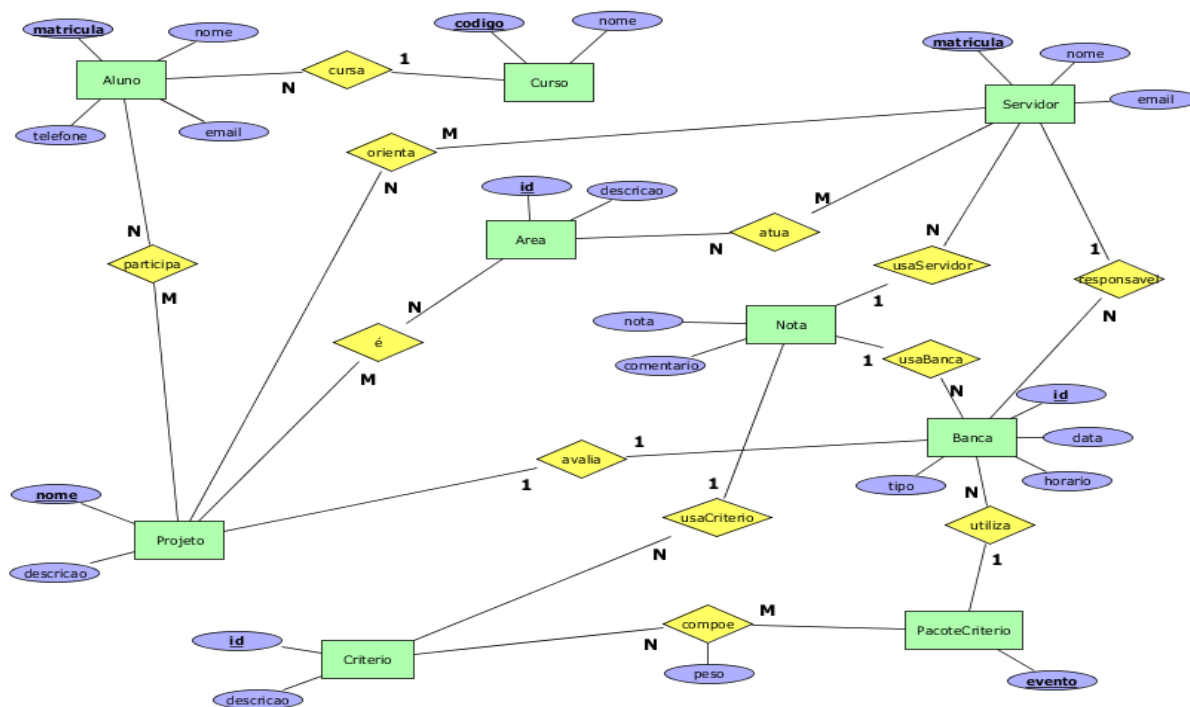 matricula
nome
codigo
nome
Aluno
cursa
1
N
Curso
telefone
email
matricula
nome
Servidor
email
orienta
M
N
id
descricao
Area
atua
M
N
N
participa
M
usaServidor
N
1
1
responsavel
N
nota
Nota
comentario
1
usaBanca
N
N
é
M
id
Banca
data
tipo
horario
avalia
1
1
nome
Projeto
descricao
1
usaCriterio
N
N
utiliza
1
id
Criterio
descricao
compoe
M
N
peso
PacoteCriterio
evento